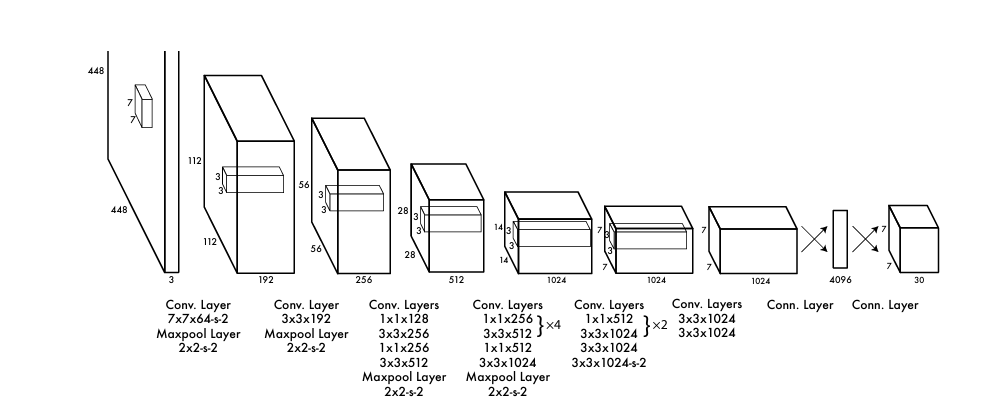 448
7
7
448
3
112
3
3
112
192
56
3
3
56
256
28
3
3
28
512
14
3
3
14
1024
7
3
3
7
1024
7
7
1024
4096
7
7
30
Conv. Layer
7x7x64-s-2
Maxpool Layer
2x2-s-2
Conv. Layer
3x3x192
Maxpool Layer
2x2-s-2
Conv. Layers
1x1x128
3x3x256
1x1x256
3x3x512
Maxpool Layer
2x2-s-2
Conv. Layers
1x1x256
3x3x512
}×4
1x1x512
3x3x1024
Maxpool Layer
2x2-s-2
Conv. Layers
1x1x512
3x3x1024
}×2
3x3x1024
3x3x1024-s-2
Conv. Layers
3x3x1024
3x3x1024
Conn. Layer
Conn. Layer